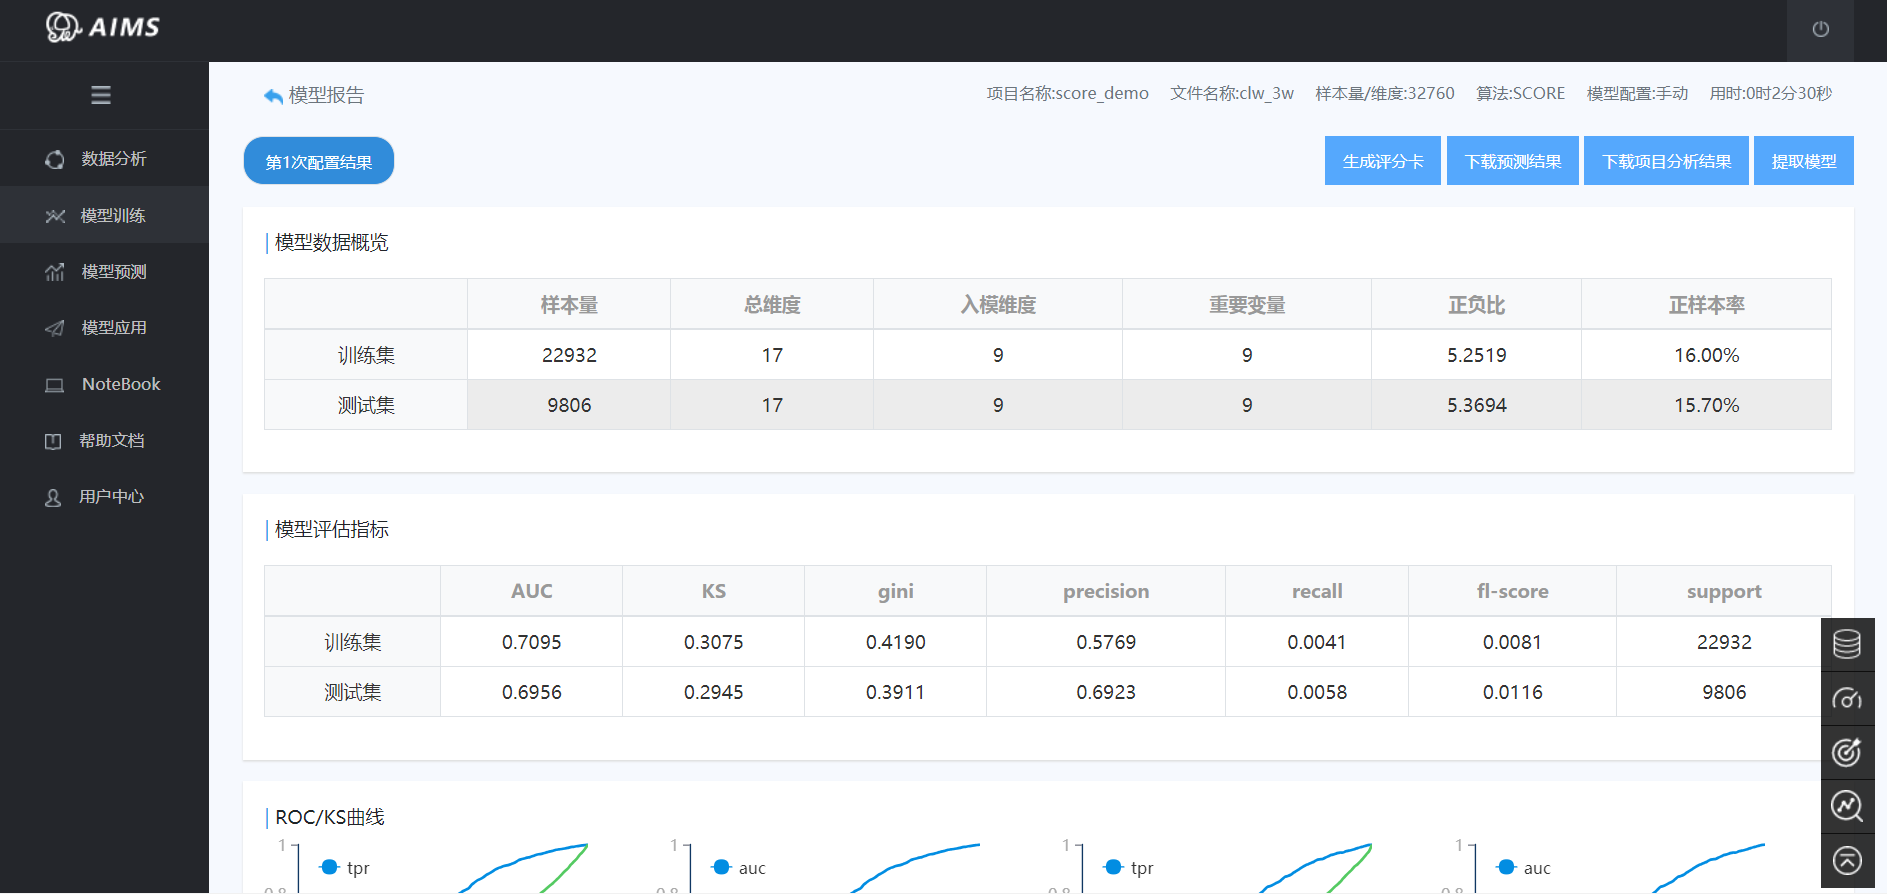 AIMS
模型报告
项目名称:score_demo 文件名称:clw_3w 样本量/维度:32760 算法:SCORE 模型配置:手动 用时:0时2分30秒
数据分析
模型训练
模型预测
模型应用
NoteBook
帮助文档
用户中心
第1次配置结果
生成评分卡 下载预测结果 下载项目分析结果 提取模型
模型数据概览
样本量 总维度 入模维度 重要变量 正负比 正样本率
训练集 22932 17 9 9 5.2519 16.00%
测试集 9806 17 9 9 5.3694 15.70%
模型评估指标
AUC KS gini precision recall fl-score support
训练集 0.7095 0.3075 0.4190 0.5769 0.0041 0.0081 22932
测试集 0.6956 0.2945 0.3911 0.6923 0.0058 0.0116 9806
ROC/KS曲线
1 1 1 1
tpr auc tpr auc
0.8 0.8 0.8 0.8